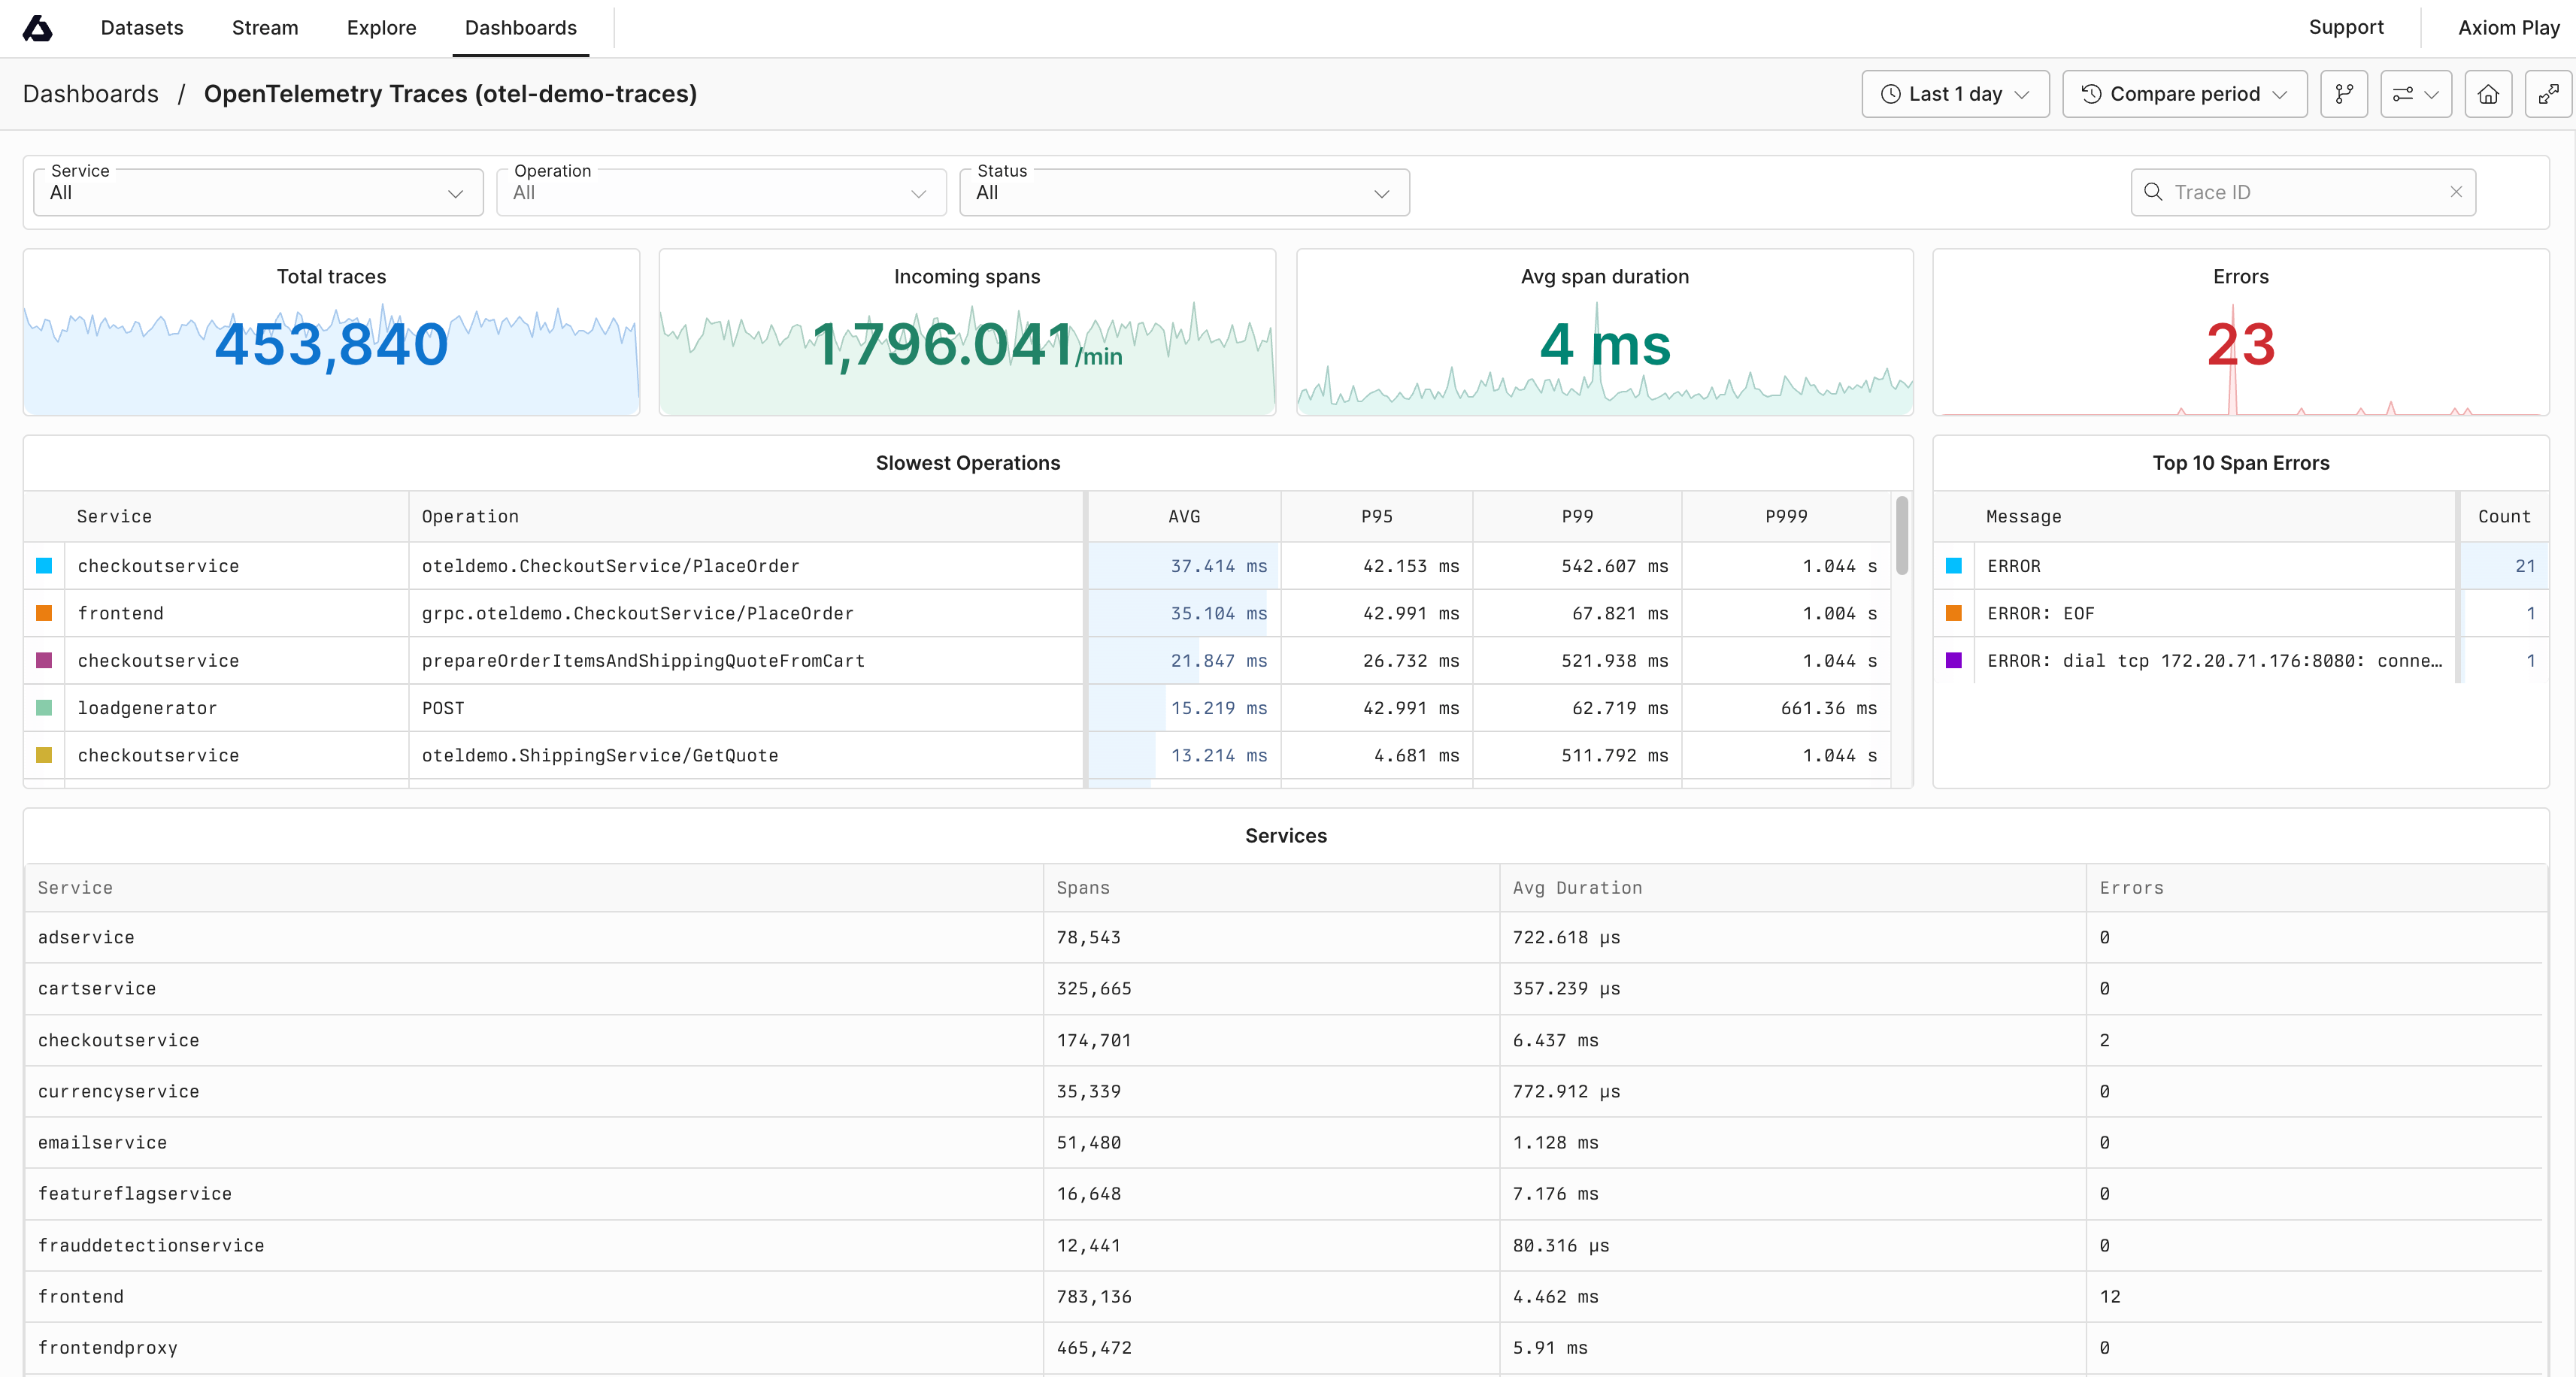 Datasets Stream Explore Dashboards Support Axiom Play
Dashboards / OpenTelemetry Traces (otel-demo-traces) Last 1 day Compare period
Service Operation Status
All All All Trace ID
Total traces Incoming spans Avg span duration Errors
453,840 1,796.041/min 4 ms 23
Slowest Operations
Service Operation AVG P95 P99 P999
checkoutservice oteldemo.CheckoutService/PlaceOrder 37.414 ms 42.153 ms 542.607 ms 1.044 s
frontend grpc.oteldemo.CheckoutService/PlaceOrder 35.104 ms 42.991 ms 67.821 ms 1.004 s
checkoutservice prepareOrderItemsAndShippingQuoteFromCart 21.847 ms 26.732 ms 521.938 ms 1.044 s
loadgenerator POST 15.219 ms 42.991 ms 62.719 ms 661.36 ms
checkoutservice oteldemo.ShippingService/GetQuote 13.214 ms 4.681 ms 511.792 ms 1.044 s
Top 10 Span Errors
Message Count
ERROR 21
ERROR: EOF 1
ERROR: dial tcp 172.20.71.176:8080: conne… 1
Services
Service Spans Avg Duration Errors
adservice 78,543 722.618 µs 0
cartservice 325,665 357.239 µs 0
checkoutservice 174,701 6.437 ms 2
currencyservice 35,339 772.912 µs 0
emailservice 51,480 1.128 ms 0
featureflagservice 16,648 7.176 ms 0
frauddetectionservice 12,441 80.316 µs 0
frontend 783,136 4.462 ms 12
frontendproxy 465,472 5.91 ms 0